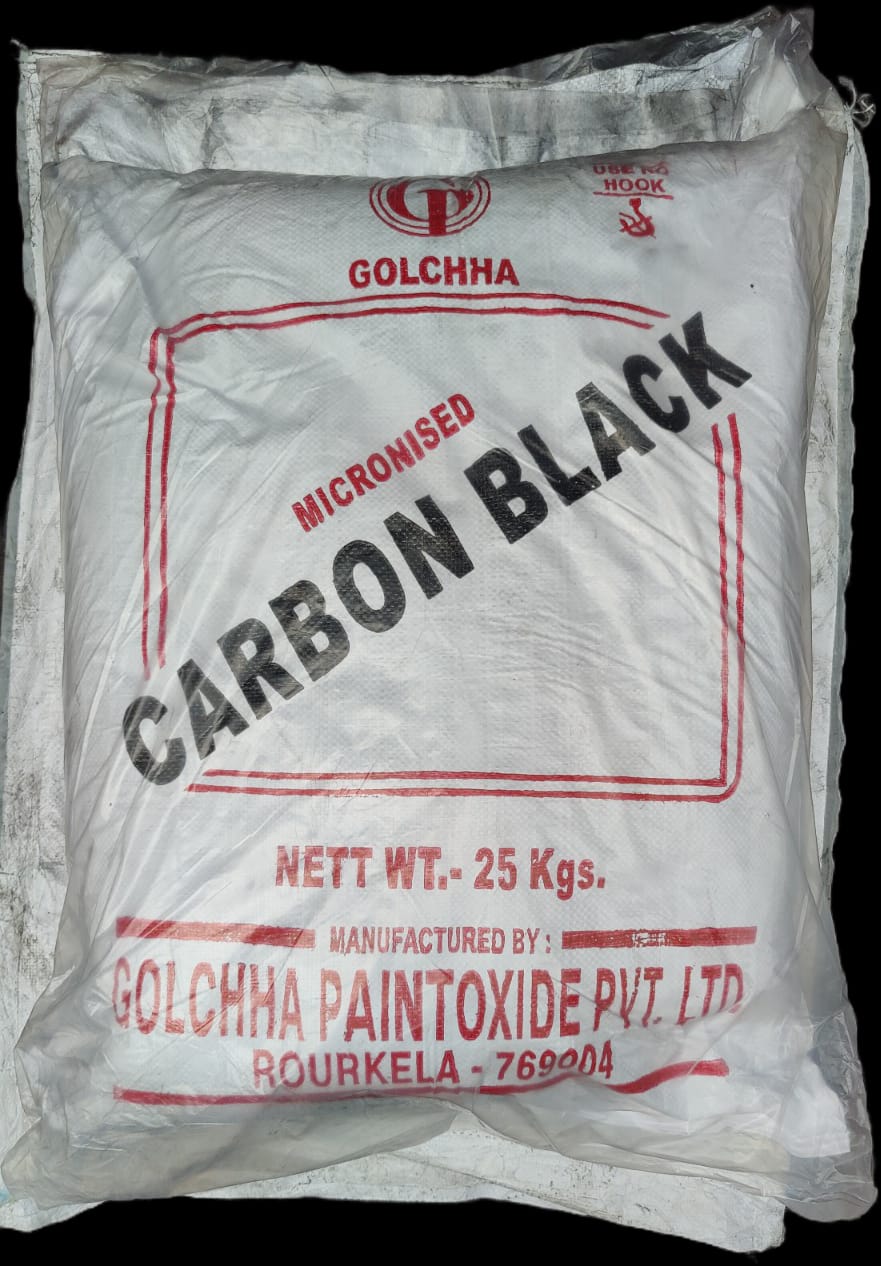 USE NO
HOOK
GOLCHHA
MICRONISED
CARBON BLACK
NETT WT.- 25 Kgs.
MANUFACTURED BY :
GOLCHHA PAINTOXIDE PVT. LTD
ROURKELA - 769004